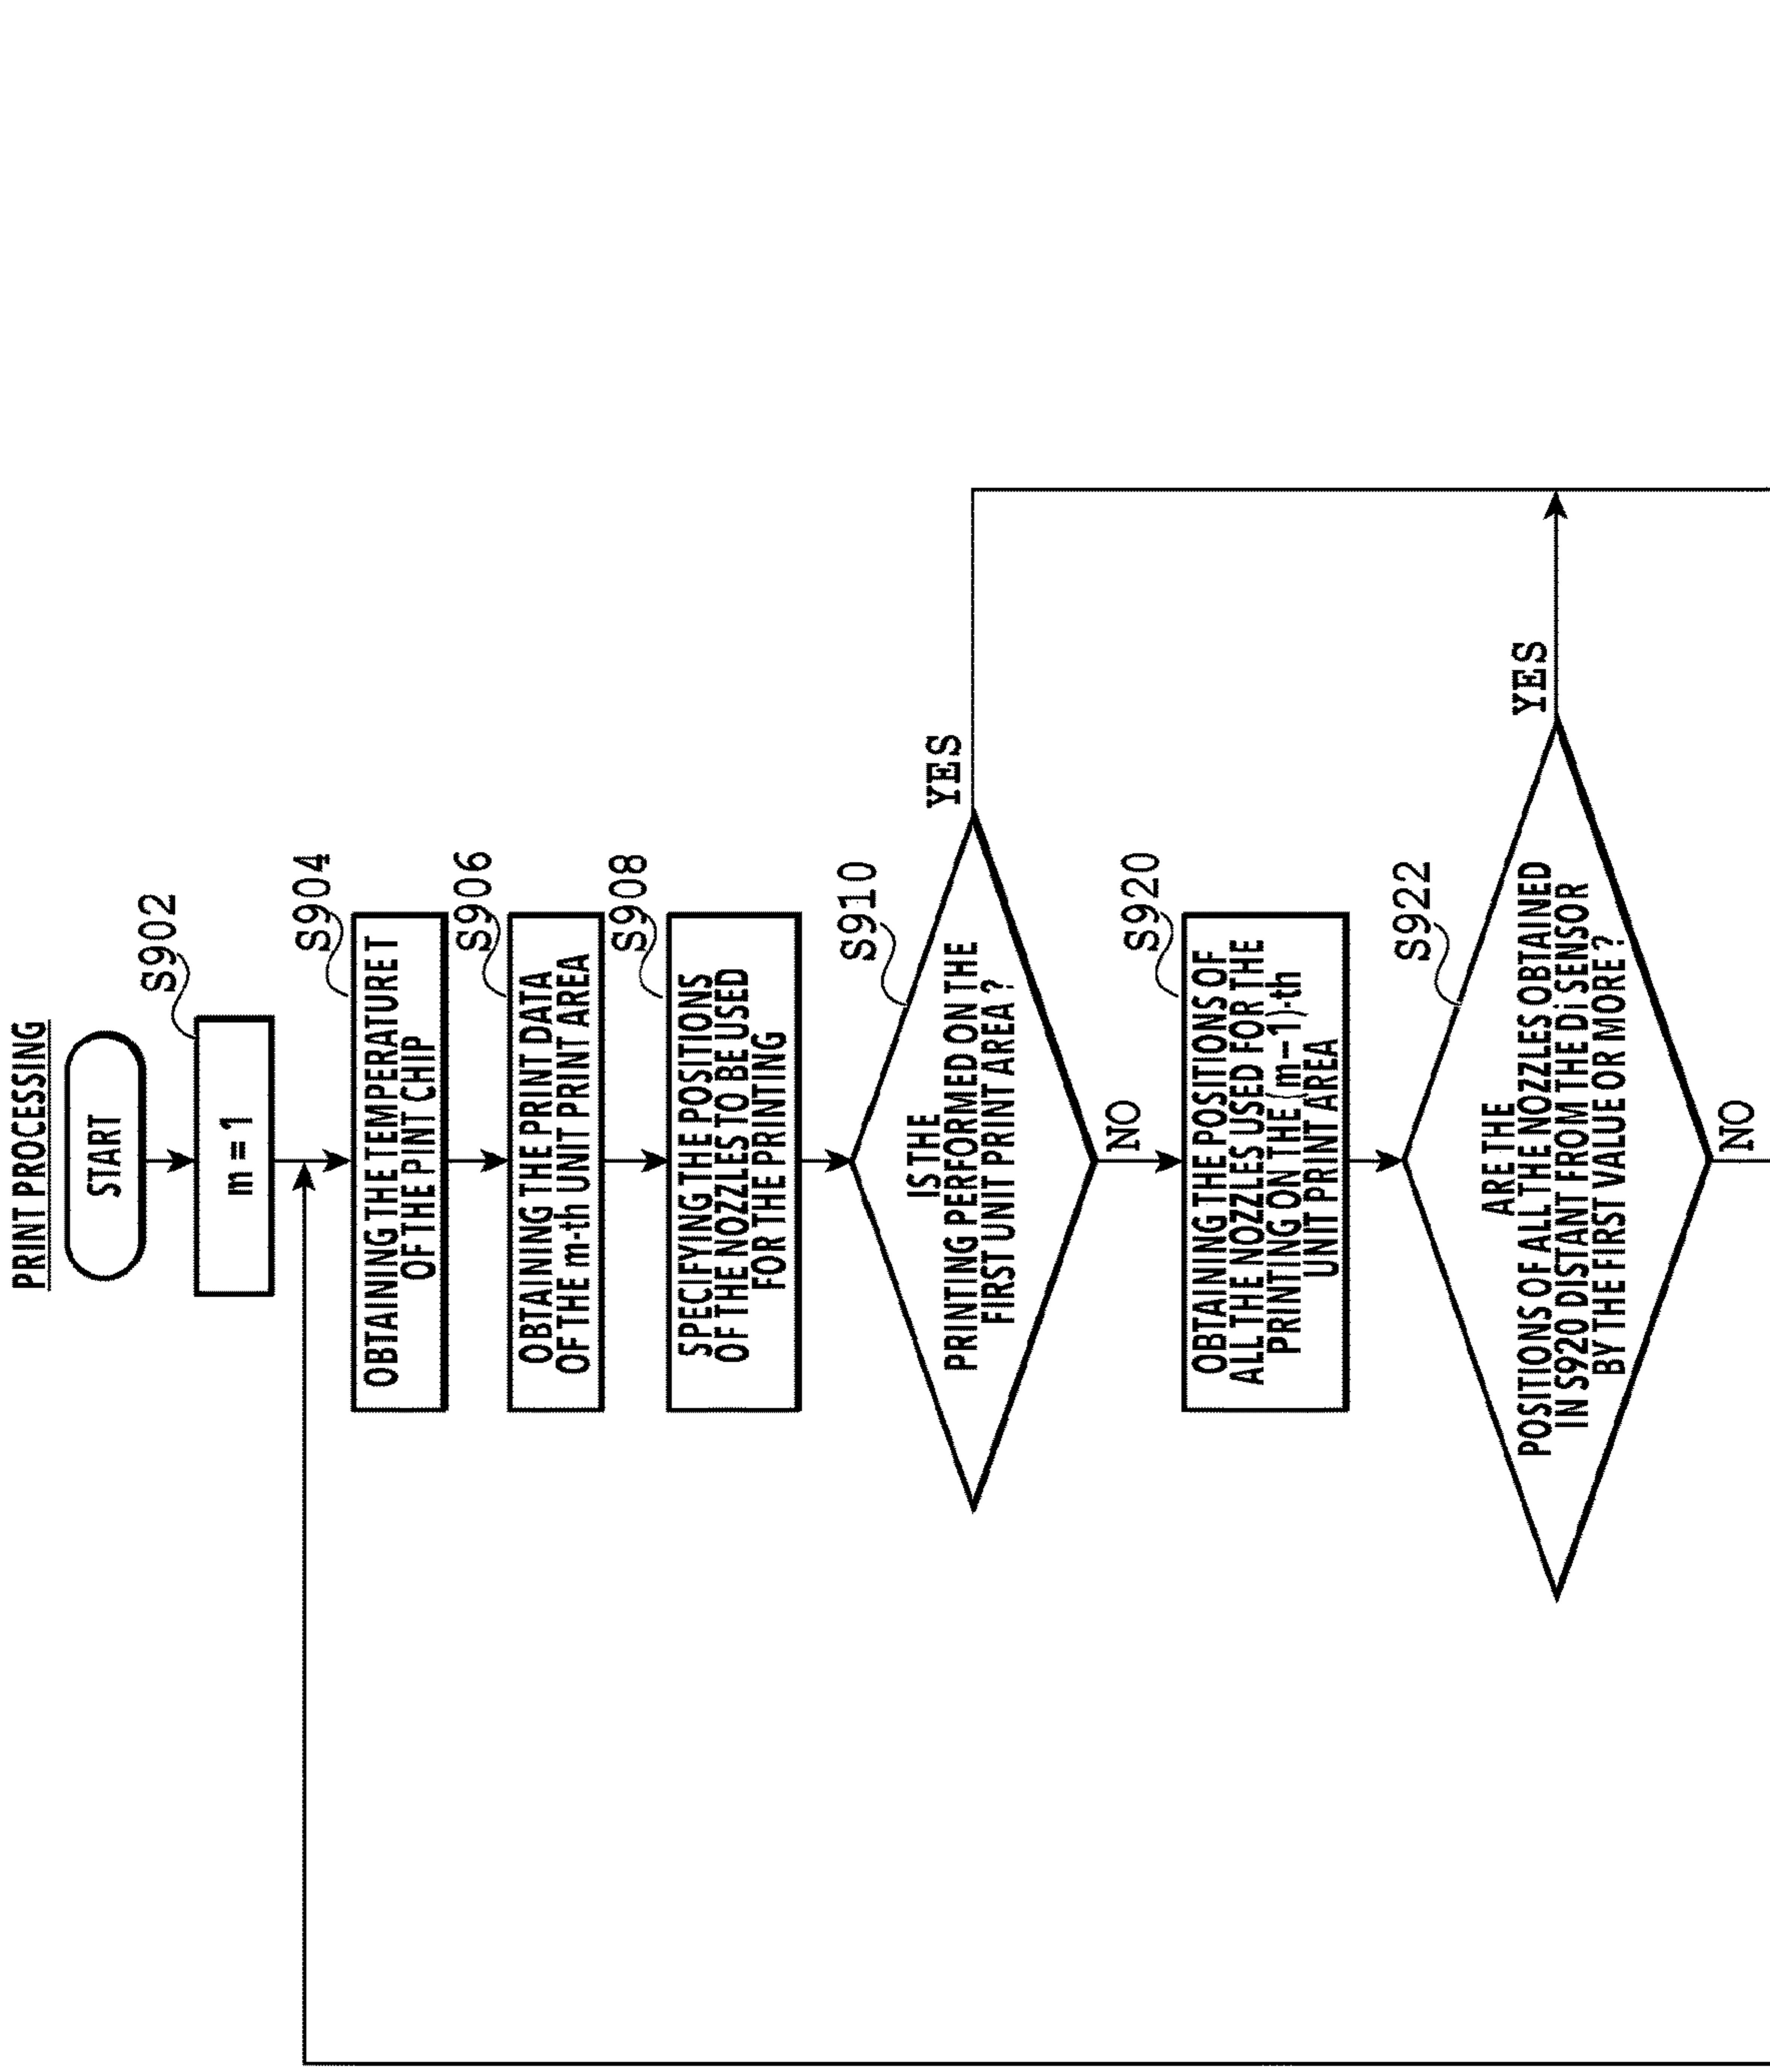 PRINT PROCESSING
START
S902
m = 1
S904
OBTAINING THE TEMPERATURE T
OF THE PINT CHIP
S906
OBTAINING THE PRINT DATA
OF THE m-th UNIT PRINT AREA
S908
SPECIFYING THE POSITIONS
OF THE NOZZLES TO BE USED
FOR THE PRINTING
S910
IS THE
PRINTING PERFORMED ON THE
FIRST UNIT PRINT AREA ?
YES
NO
S920
OBTAINING THE POSITIONS OF
ALL THE NOZZLES USED FOR THE
PRINTING ON THE (m－1)-th
UNIT PRINT AREA
S922
ARE THE
POSITIONS OF ALL THE NOZZLES OBTAINED
IN S920 DISTANT FROM THE Di SENSOR
BY THE FIRST VALUE OR MORE ?
YES
NO